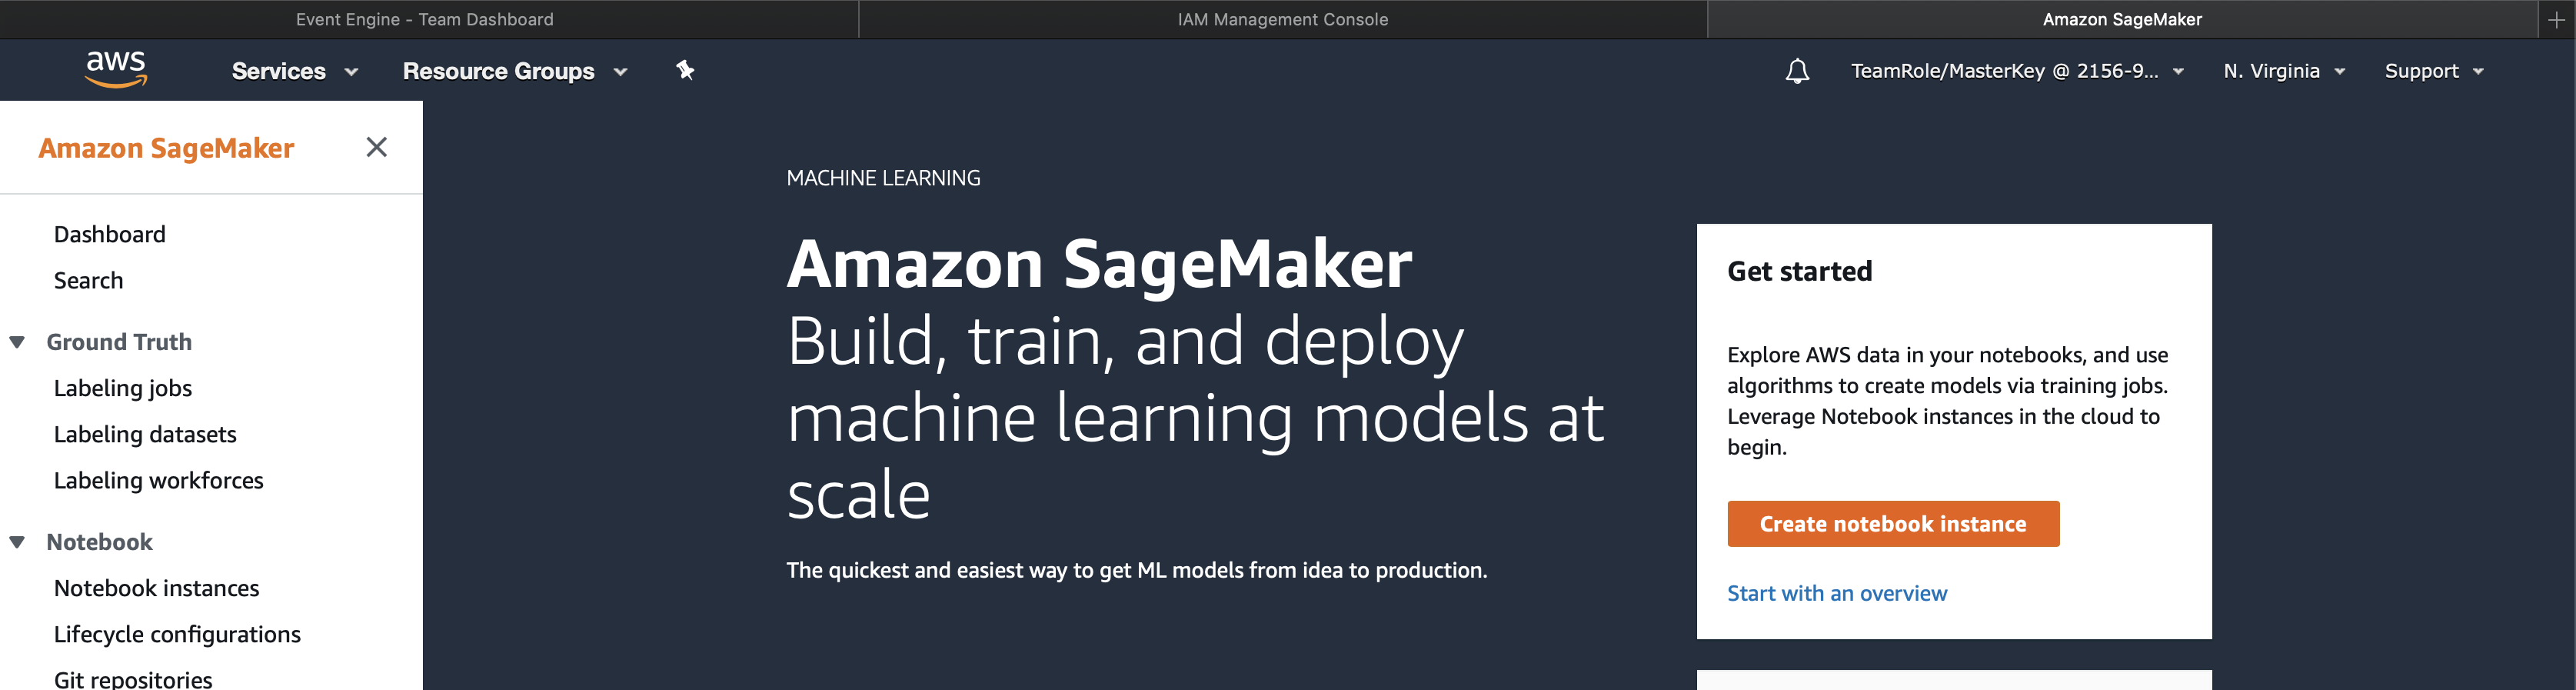 Event Engine - Team Dashboard
IAM Management Console
Amazon SageMaker
aws
Services
Resource Groups
TeamRole/MasterKey @ 2156-9...
N. Virginia
Support
Amazon SageMaker
Dashboard
Search
Ground Truth
Labeling jobs
Labeling datasets
Labeling workforces
Notebook
Notebook instances
Lifecycle configurations
Git repositories
MACHINE LEARNING
Amazon SageMaker
Build, train, and deploy
machine learning models at
scale
The quickest and easiest way to get ML models from idea to production.
Get started
Explore AWS data in your notebooks, and use
algorithms to create models via training jobs.
Leverage Notebook instances in the cloud to
begin.
Create notebook instance
Start with an overview